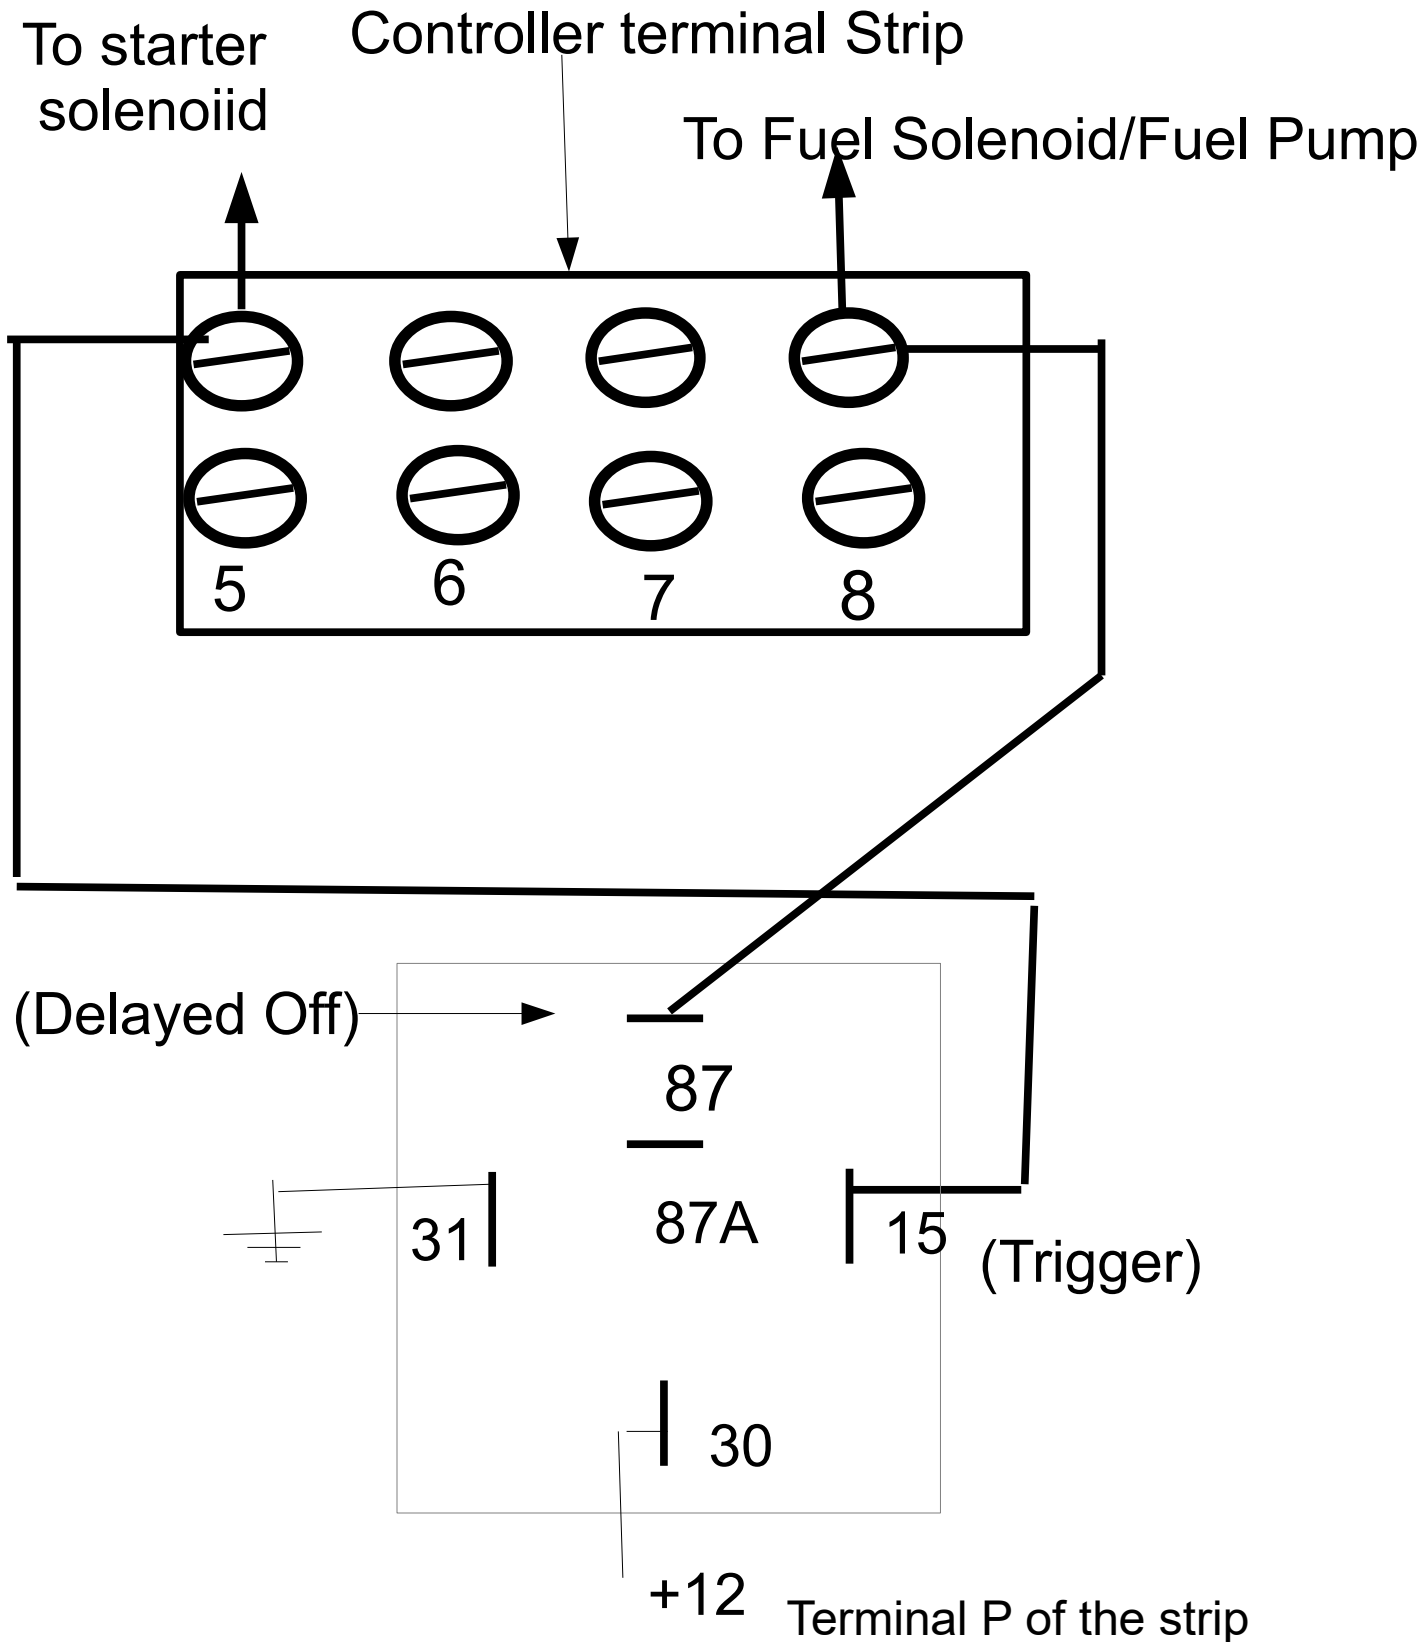 To starter
solenoiid
Controller terminal Strip
To Fuel Solenoid/Fuel Pump
5
6
7
8
(Delayed Off)
87
87A
31
15
(Trigger)
30
+12
Terminal P of the strip